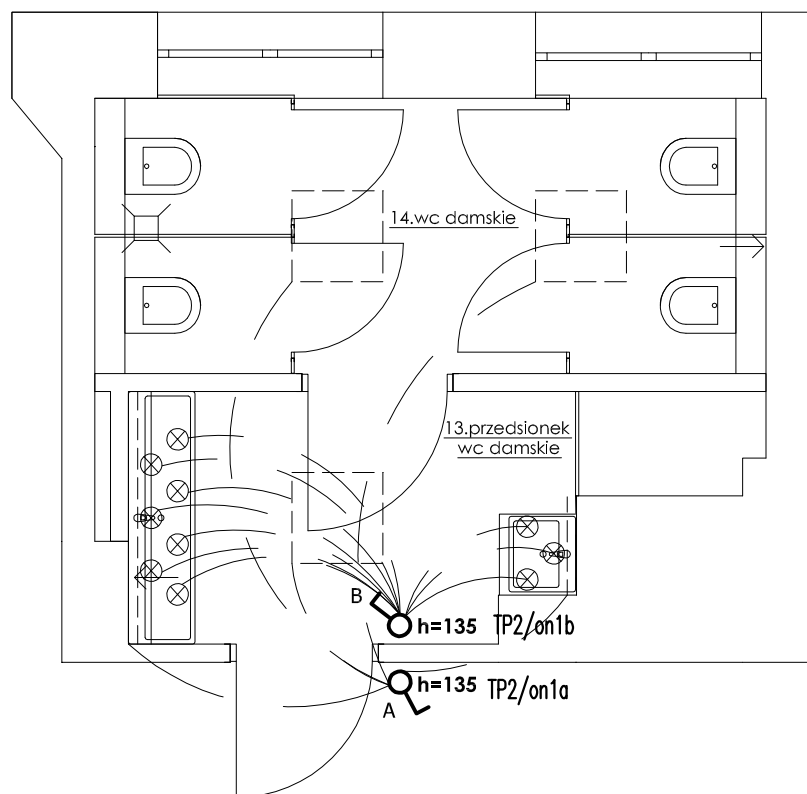 14.wc damskie
13.przedsionek
wc damskie
B
h=135 TP2/on1b
h=135 TP2/on1a
A